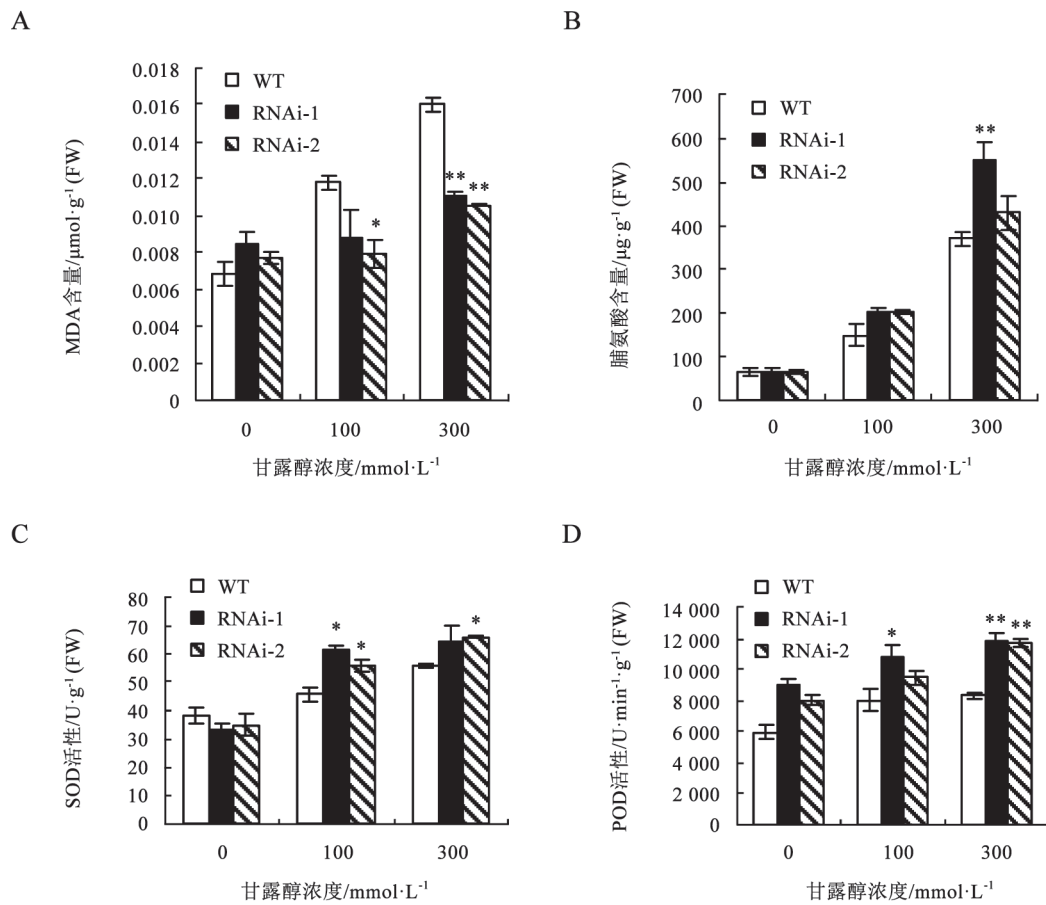 A
MDA含量/μmol·g⁻¹ (FW)
0.018
0.016
0.014
0.012
0.010
0.008
0.006
0.004
0.002
0
WT
RNAi-1
RNAi-2
*
**
**
0
100
300
甘露醇浓度/mmol·L⁻¹
B
脯氨酸含量/μg·g⁻¹ (FW)
700
600
500
400
300
200
100
0
WT
RNAi-1
RNAi-2
**
0
100
300
甘露醇浓度/mmol·L⁻¹
C
SOD活性/U·g⁻¹ (FW)
80
70
60
50
40
30
20
10
0
WT
RNAi-1
RNAi-2
*
*
*
0
100
300
甘露醇浓度/mmol·L⁻¹
D
POD活性/U·min⁻¹·g⁻¹ (FW)
14 000
12 000
10 000
8 000
6 000
4 000
2 000
0
WT
RNAi-1
RNAi-2
*
**
**
0
100
300
甘露醇浓度/mmol·L⁻¹